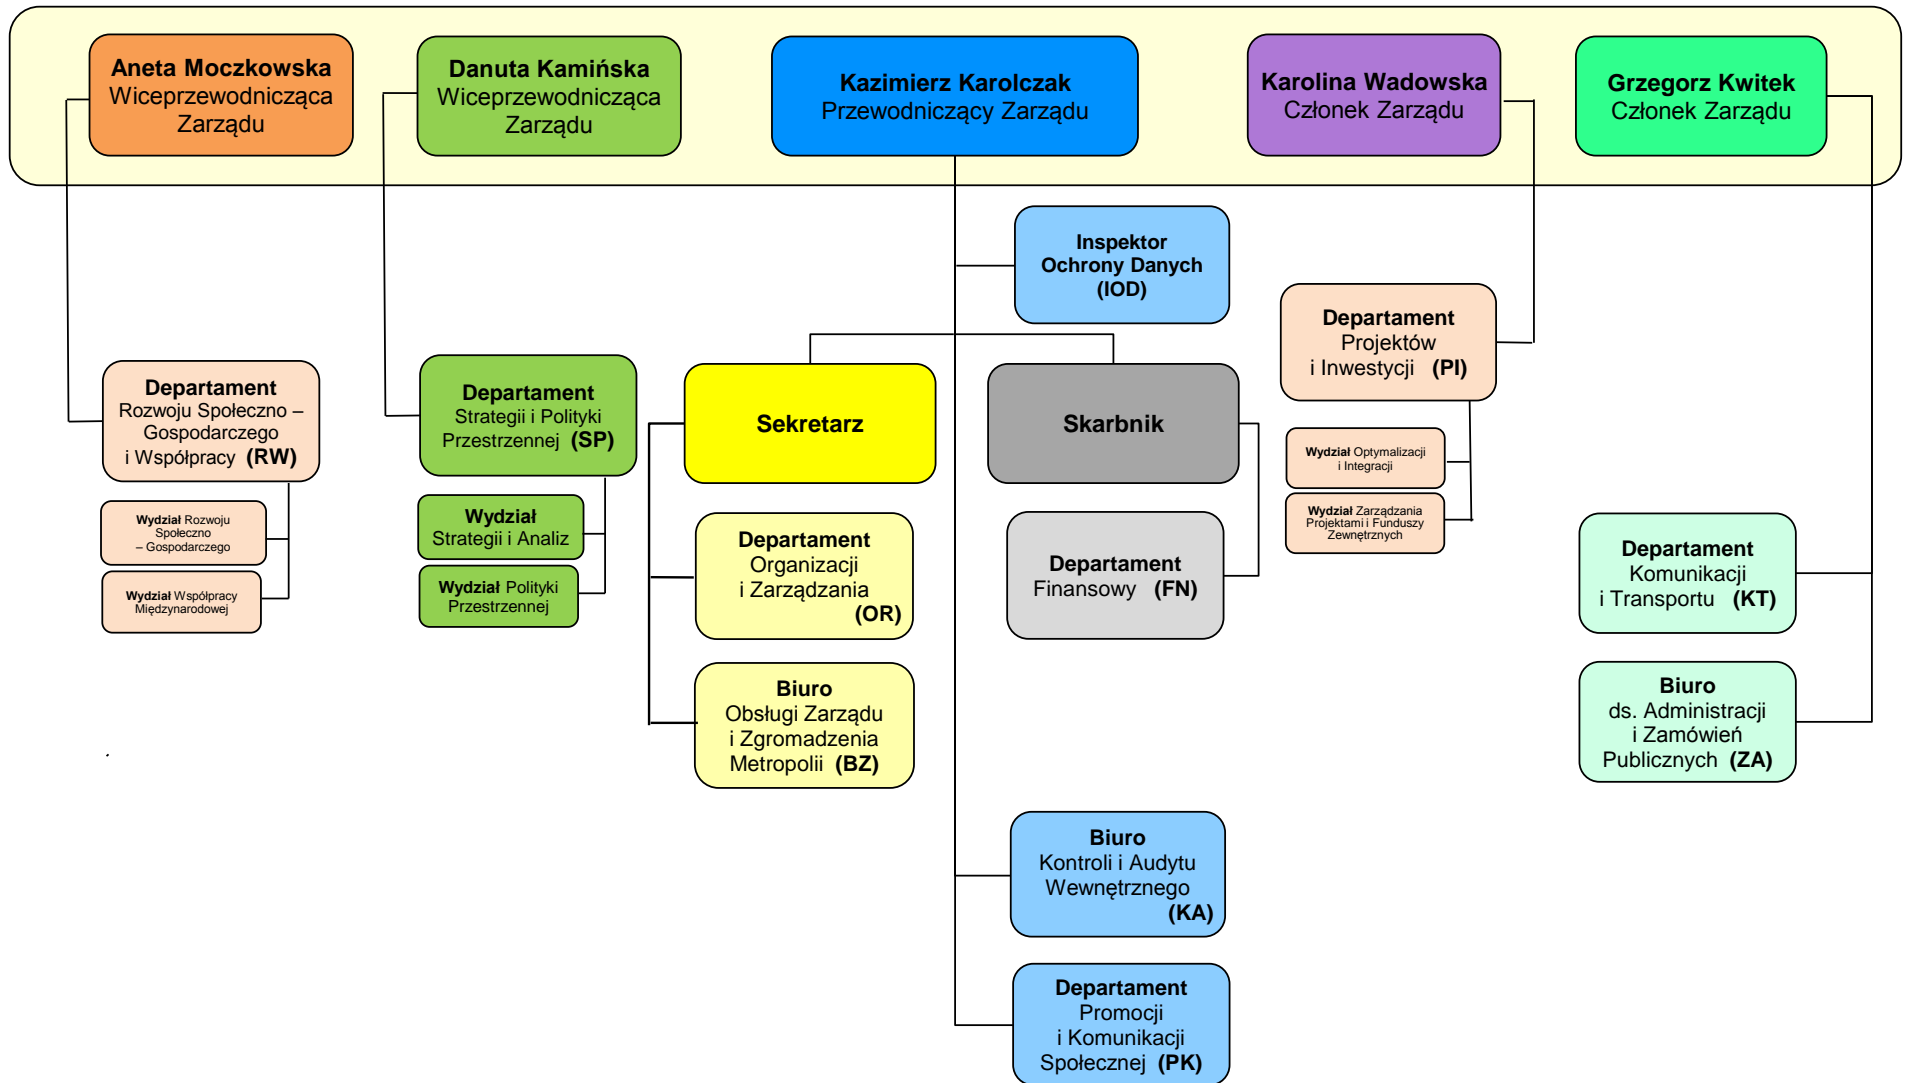 Aneta Moczkowska
Wiceprzewodnicząca
Zarządu
Danuta Kamińska
Wiceprzewodnicząca
Zarządu
Kazimierz Karolczak
Przewodniczący Zarządu
Karolina Wadowska
Członek Zarządu
Grzegorz Kwitek
Członek Zarządu
Inspektor
Ochrony Danych
(IOD)
Departament
Projektów
i Inwestycji (PI)
Departament
Rozwoju Społeczno –
Gospodarczego
i Współpracy (RW)
Departament
Strategii i Polityki
Przestrzennej (SP)
Sekretarz
Skarbnik
Wydział Optymalizacji
i Integracji
Wydział Zarządzania
Projektami i Funduszy
Zewnętrznych
Wydział Rozwoju
Społeczno
– Gospodarczego
Wydział Współpracy
Międzynarodowej
Wydział
Strategii i Analiz
Wydział Polityki
Przestrzennej
Departament
Organizacji
i Zarządzania
(OR)
Departament
Finansowy (FN)
Departament
Komunikacji
i Transportu (KT)
Biuro
Obsługi Zarządu
i Zgromadzenia
Metropolii (BZ)
Biuro
ds. Administracji
i Zamówień
Publicznych (ZA)
Biuro
Kontroli i Audytu
Wewnętrznego
(KA)
Departament
Promocji
i Komunikacji
Społecznej (PK)